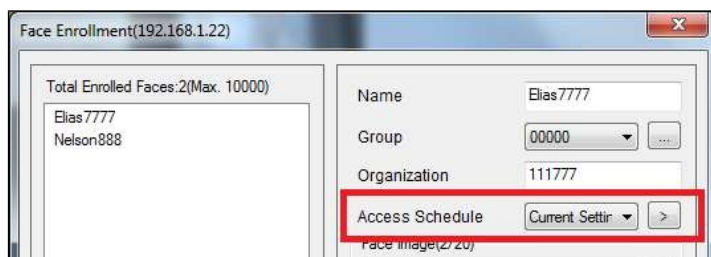 Face Enrollment(192.168.1.22)
Total Enrolled Faces:2(Max. 10000)
Elias7777
Nelson888
Name
Elias7777
Group
00000
...
Organization
111777
Access Schedule
Current Settir
>
Face Image(2/20)